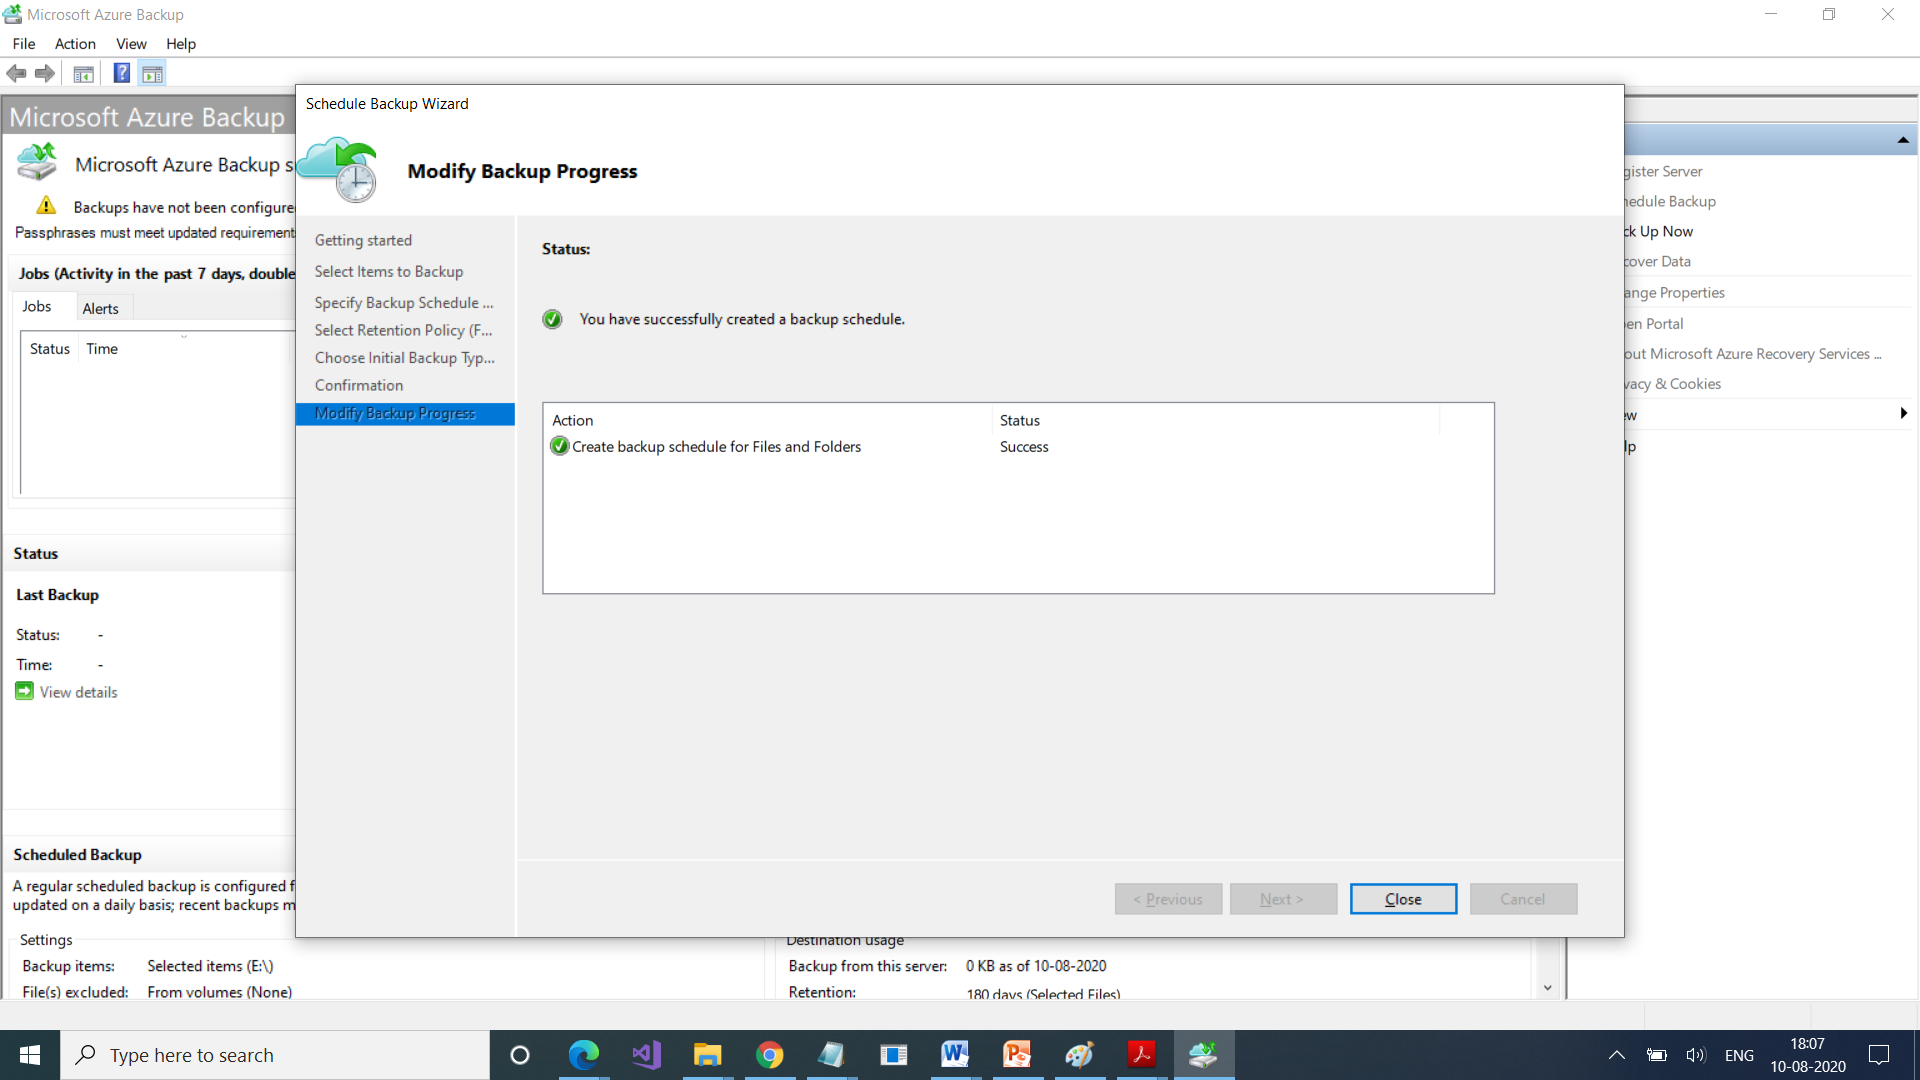 Microsoft Azure Backup
File Action View Help
Microsoft Azure Backup
Microsoft Azure Backup s
Backups have not been configure
Passphrases must meet updated requirement
Jobs (Activity in the past 7 days, double
Jobs Alerts
Status Time
Status
Last Backup
Status: -
Time: -
View details
Scheduled Backup
A regular scheduled backup is configured f
updated on a daily basis; recent backups m
Settings
Backup items: Selected items (E:\)
File(s) excluded: From volumes (None)
Schedule Backup Wizard
Modify Backup Progress
Getting started
Select Items to Backup
Specify Backup Schedule ...
Select Retention Policy (F...
Choose Initial Backup Typ...
Confirmation
Modify Backup Progress
Status:
You have successfully created a backup schedule.
Action Status
Create backup schedule for Files and Folders Success
< Previous Next > Close Cancel
Destination usage
Backup from this server: 0 KB as of 10-08-2020
Retention: 180 days (Selected Files)
gister Server
hedule Backup
ck Up Now
cover Data
ange Properties
en Portal
out Microsoft Azure Recovery Services ...
vacy & Cookies
ew
lp
Type here to search
ENG
18:07
10-08-2020